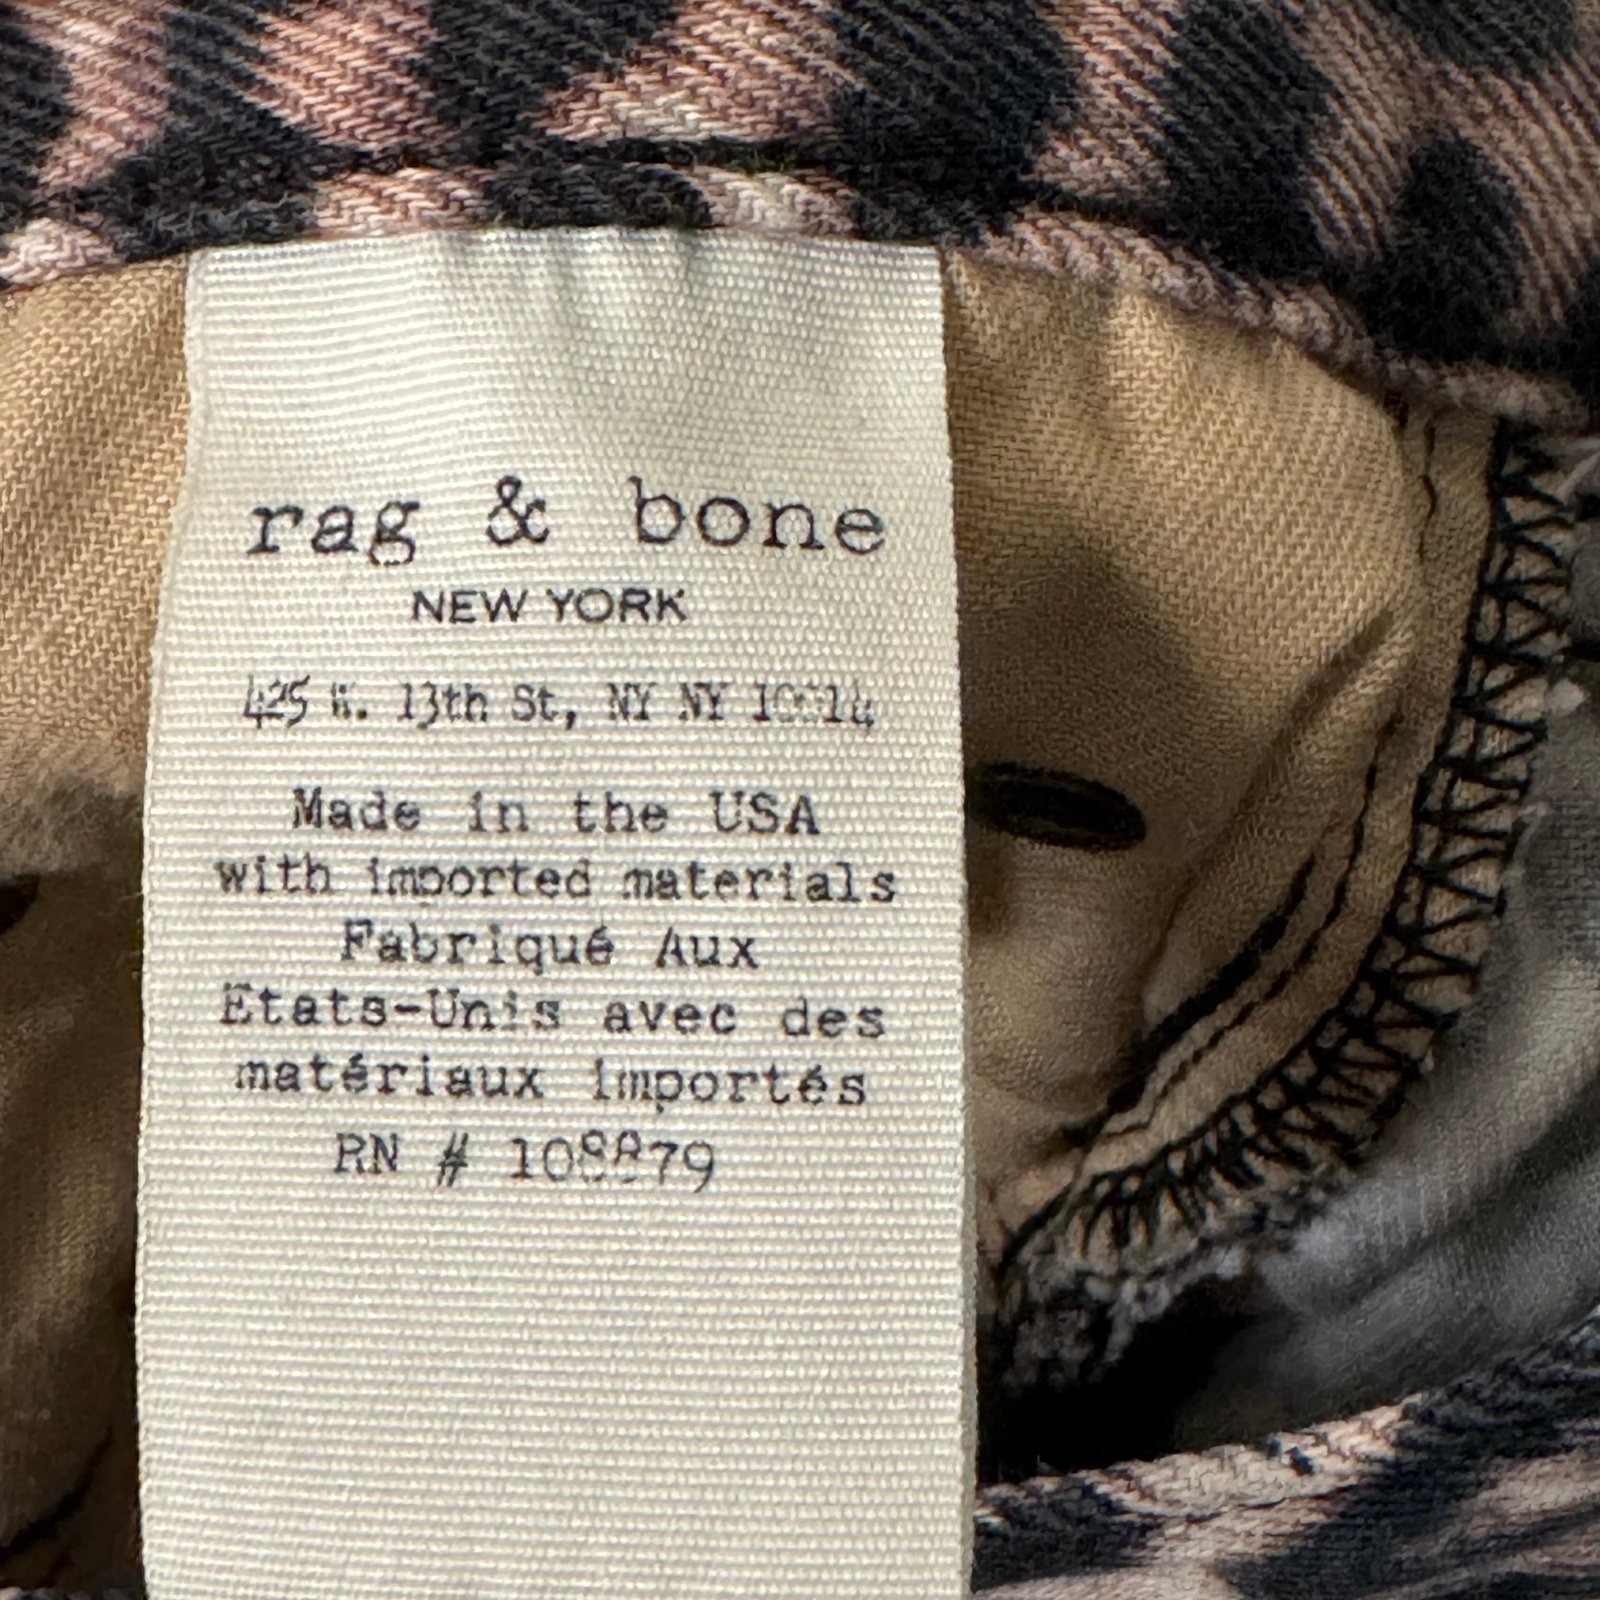 rag & bone
NEW YORK
425 W. 13th St, NY NY 10014
Made in the USA
with imported materials
Fabriqué Aux
Etats-Unis avec des
matériaux importés
RN # 108879